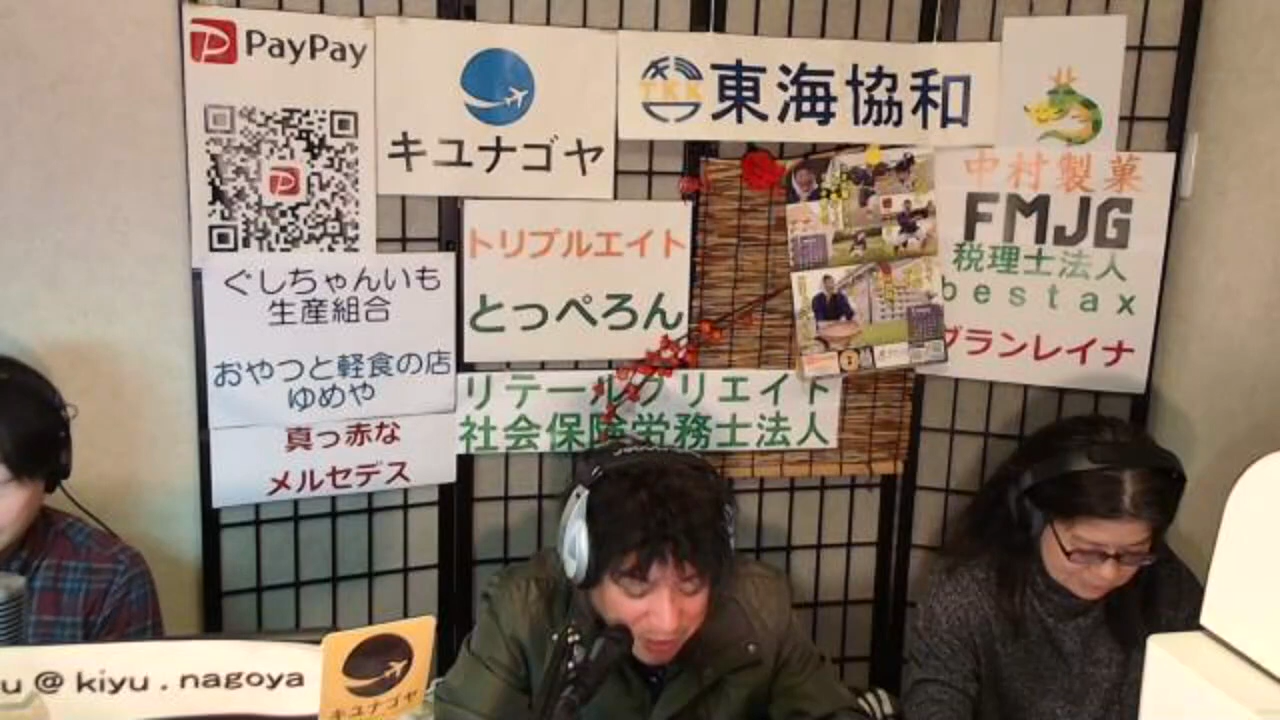 PayPay
キユナゴヤ
TKK 東海協和
ぐしちゃんいも
生産組合
おやつと軽食の店
ゆめや
真っ赤な
メルセデス
トリプルエイト
とっぺろん
リテールクリエイト
社会保険労務士法人
中村製菓
FMJG
税理士法人
bestax
グランレイナ
u @ kiyu . nagoya
キユナゴヤ